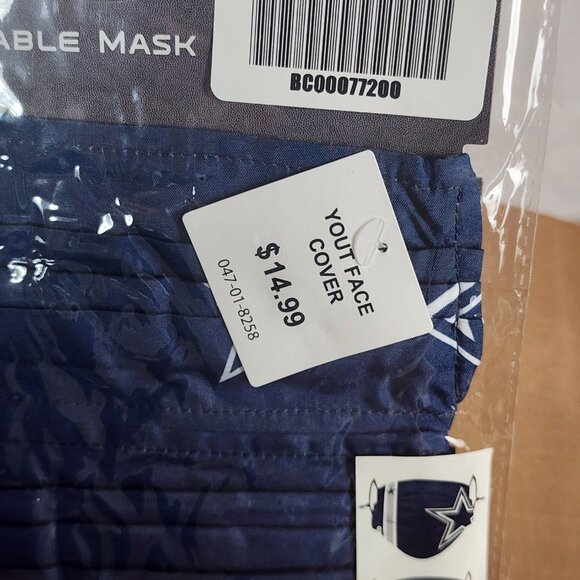 ABLE MASK
BC00077200
YOUT FACE
COVER
$14.99
047-01-8258